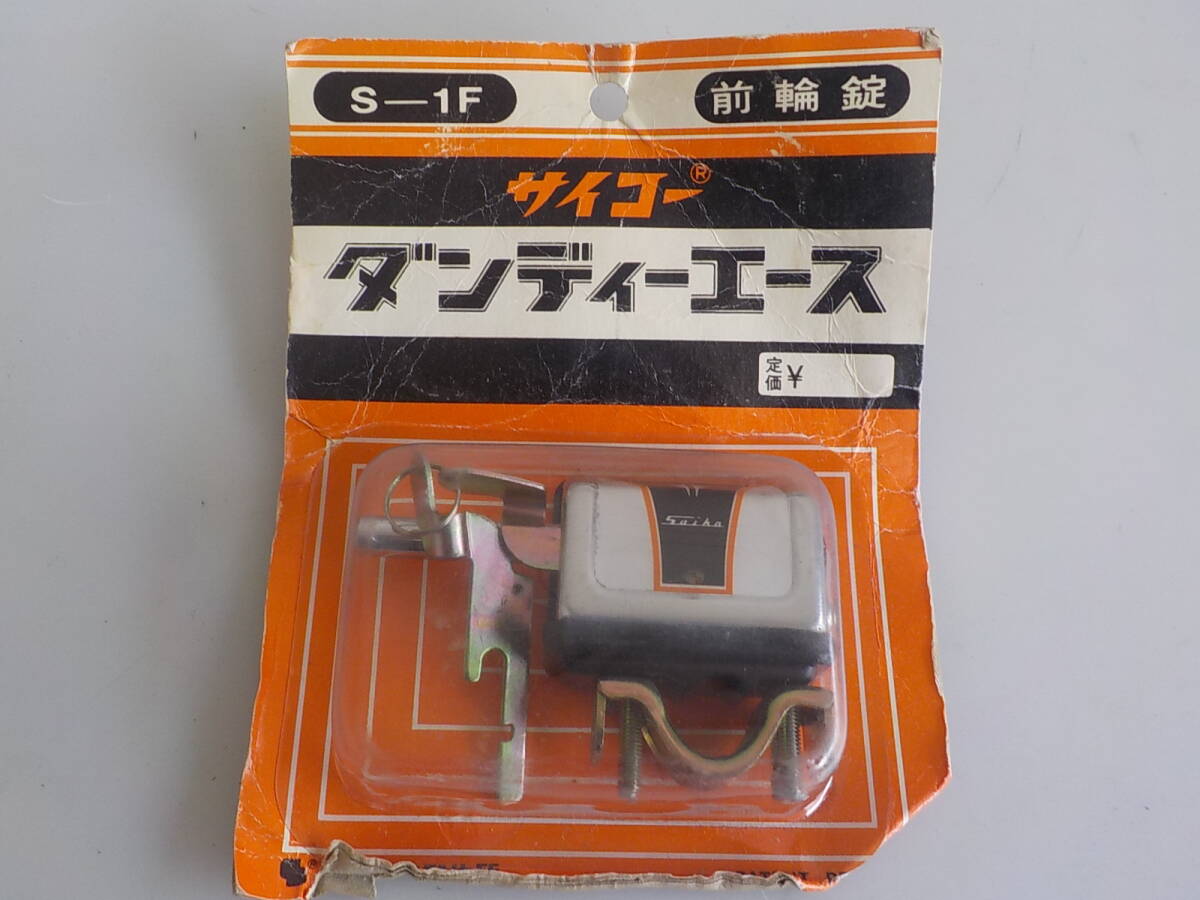 S—1F
前輪錠
サイコー®
ダンディーエース
定価 ¥
Saiko
®